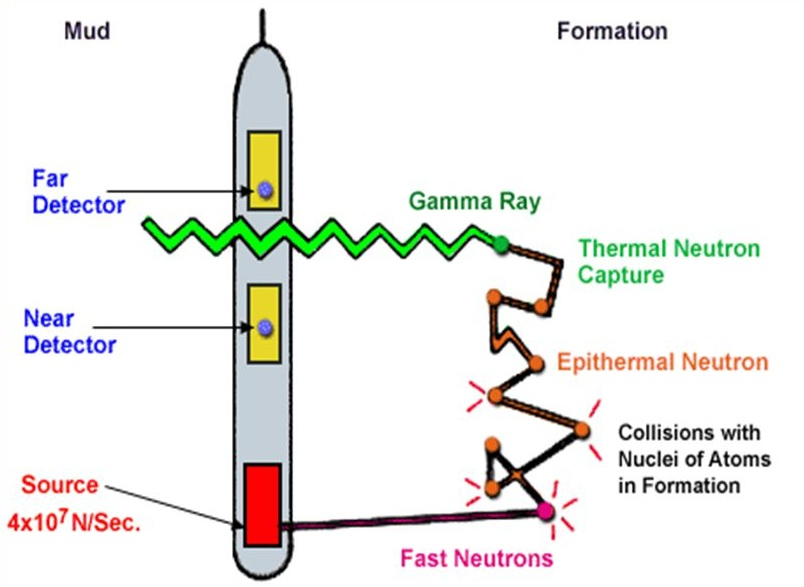 Mud
Formation
Far
Detector
Gamma Ray
Thermal Neutron
Capture
Near
Detector
Epithermal Neutron
Collisions with
Nuclei of Atoms
in Formation
Source
4x10⁷ N/Sec.
Fast Neutrons